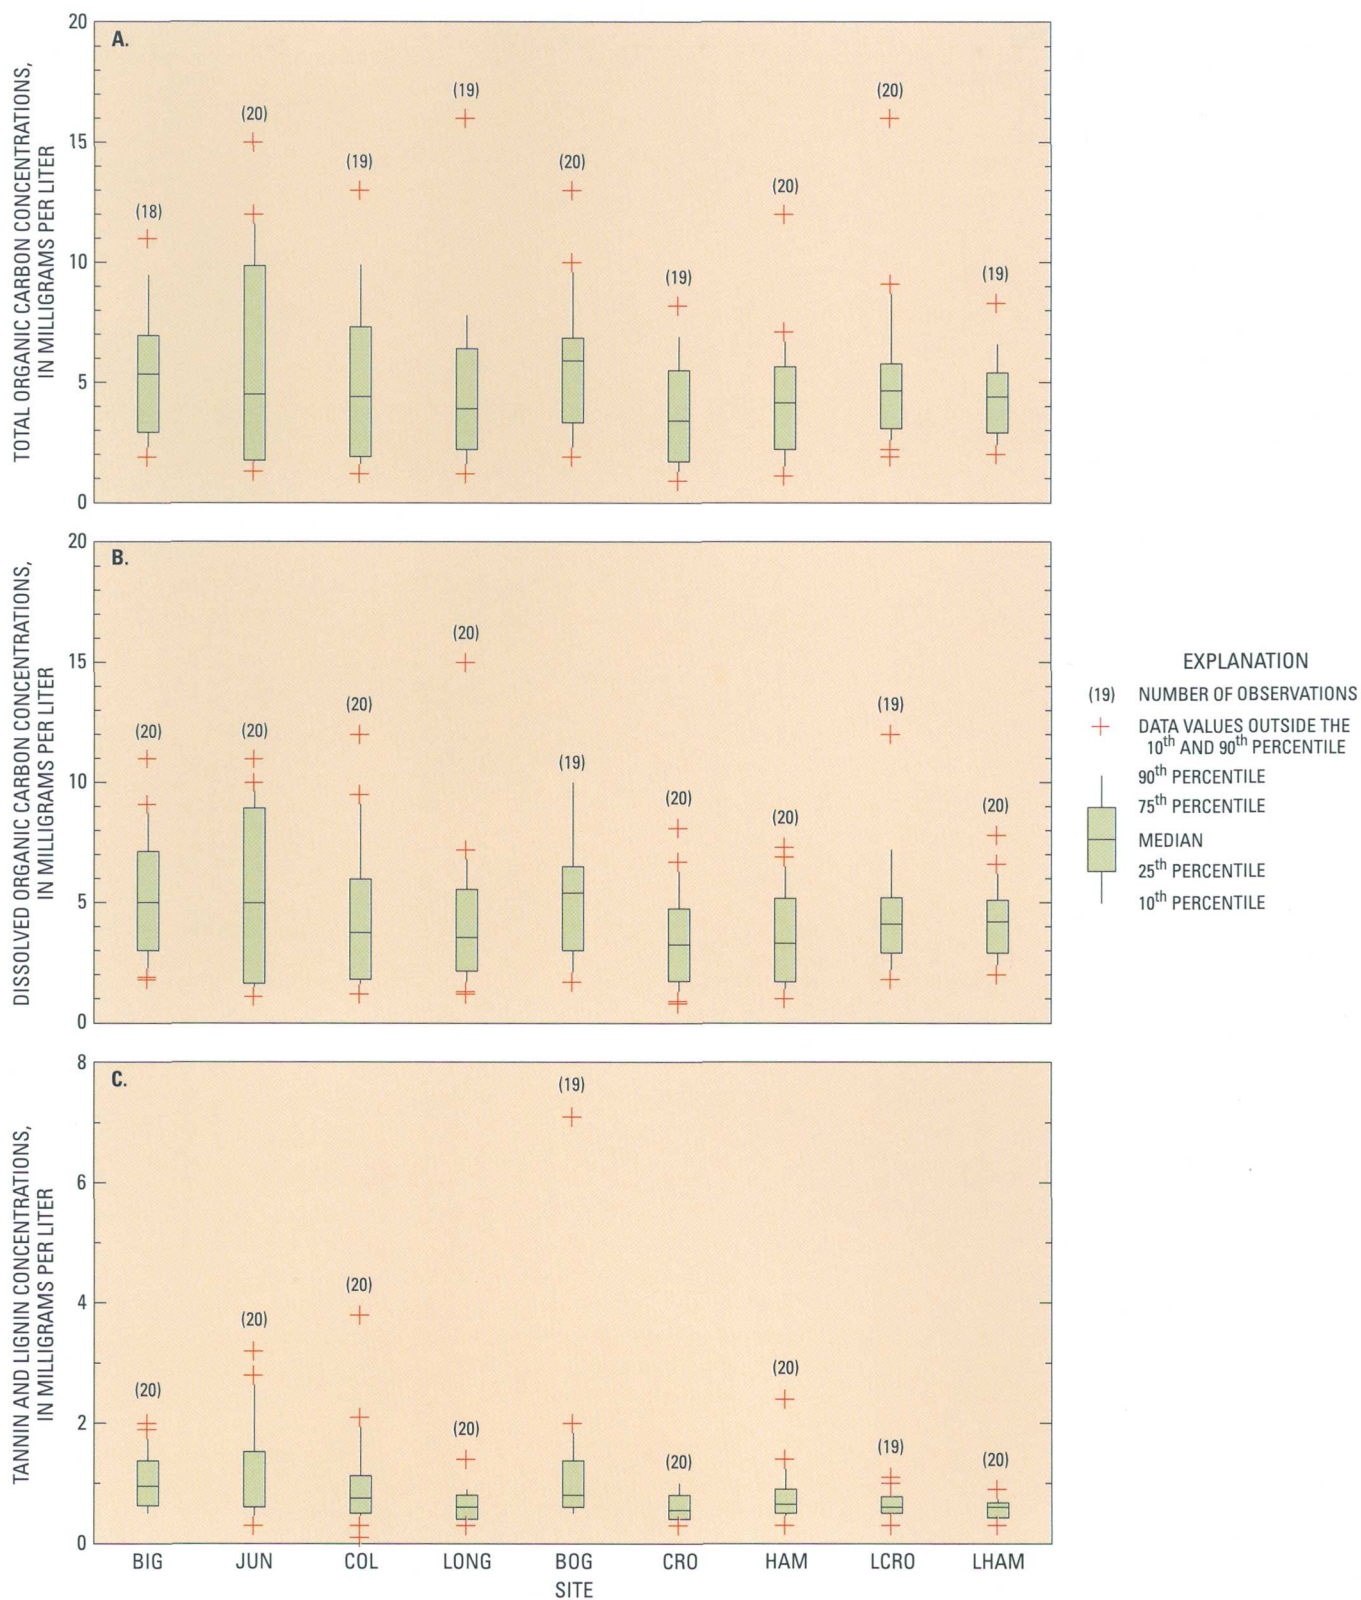 TOTAL ORGANIC CARBON CONCENTRATIONS,
IN MILLIGRAMS PER LITER
20
15
10
5
0
A.
(18)
(20)
(19)
(19)
(20)
(19)
(20)
(20)
(19)
DISSOLVED ORGANIC CARBON CONCENTRATIONS,
IN MILLIGRAMS PER LITER
20
15
10
5
0
B.
(20)
(20)
(20)
(20)
(19)
(20)
(20)
(19)
(20)
TANNIN AND LIGNIN CONCENTRATIONS,
IN MILLIGRAMS PER LITER
8
6
4
2
0
C.
(20)
(20)
(20)
(20)
(19)
(20)
(20)
(19)
(20)
BIG JUN COL LONG BOG CRO HAM LCRO LHAM
SITE
EXPLANATION
(19) NUMBER OF OBSERVATIONS
DATA VALUES OUTSIDE THE
10th AND 90th PERCENTILE
90th PERCENTILE
75th PERCENTILE
MEDIAN
25th PERCENTILE
10th PERCENTILE